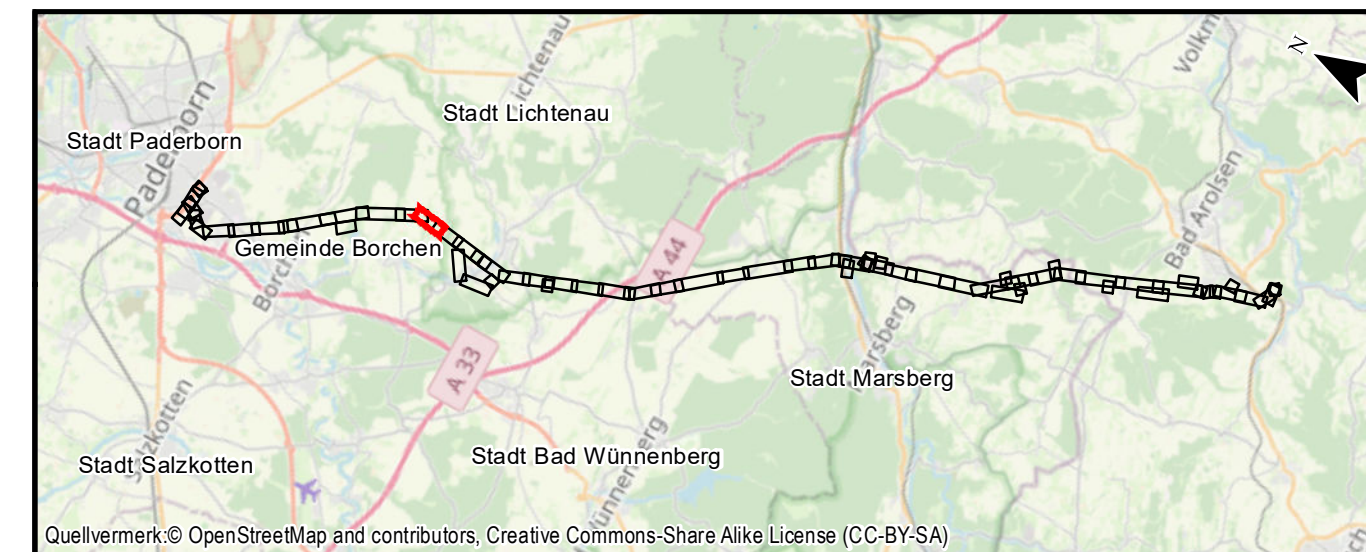 Lichtenau
Volkm
N
Stadt Lichtenau
Stadt Paderborn
Paderborn
Bad Arolsen
Gemeinde Borchen
Borchen
A 44
Marsberg
A 33
Stadt Marsberg
Salzkotten
Stadt Salzkotten
Stadt Bad Wünnenberg
Wünnenberg
Quellvermerk:© OpenStreetMap and contributors, Creative Commons-Share Alike License (CC-BY-SA)